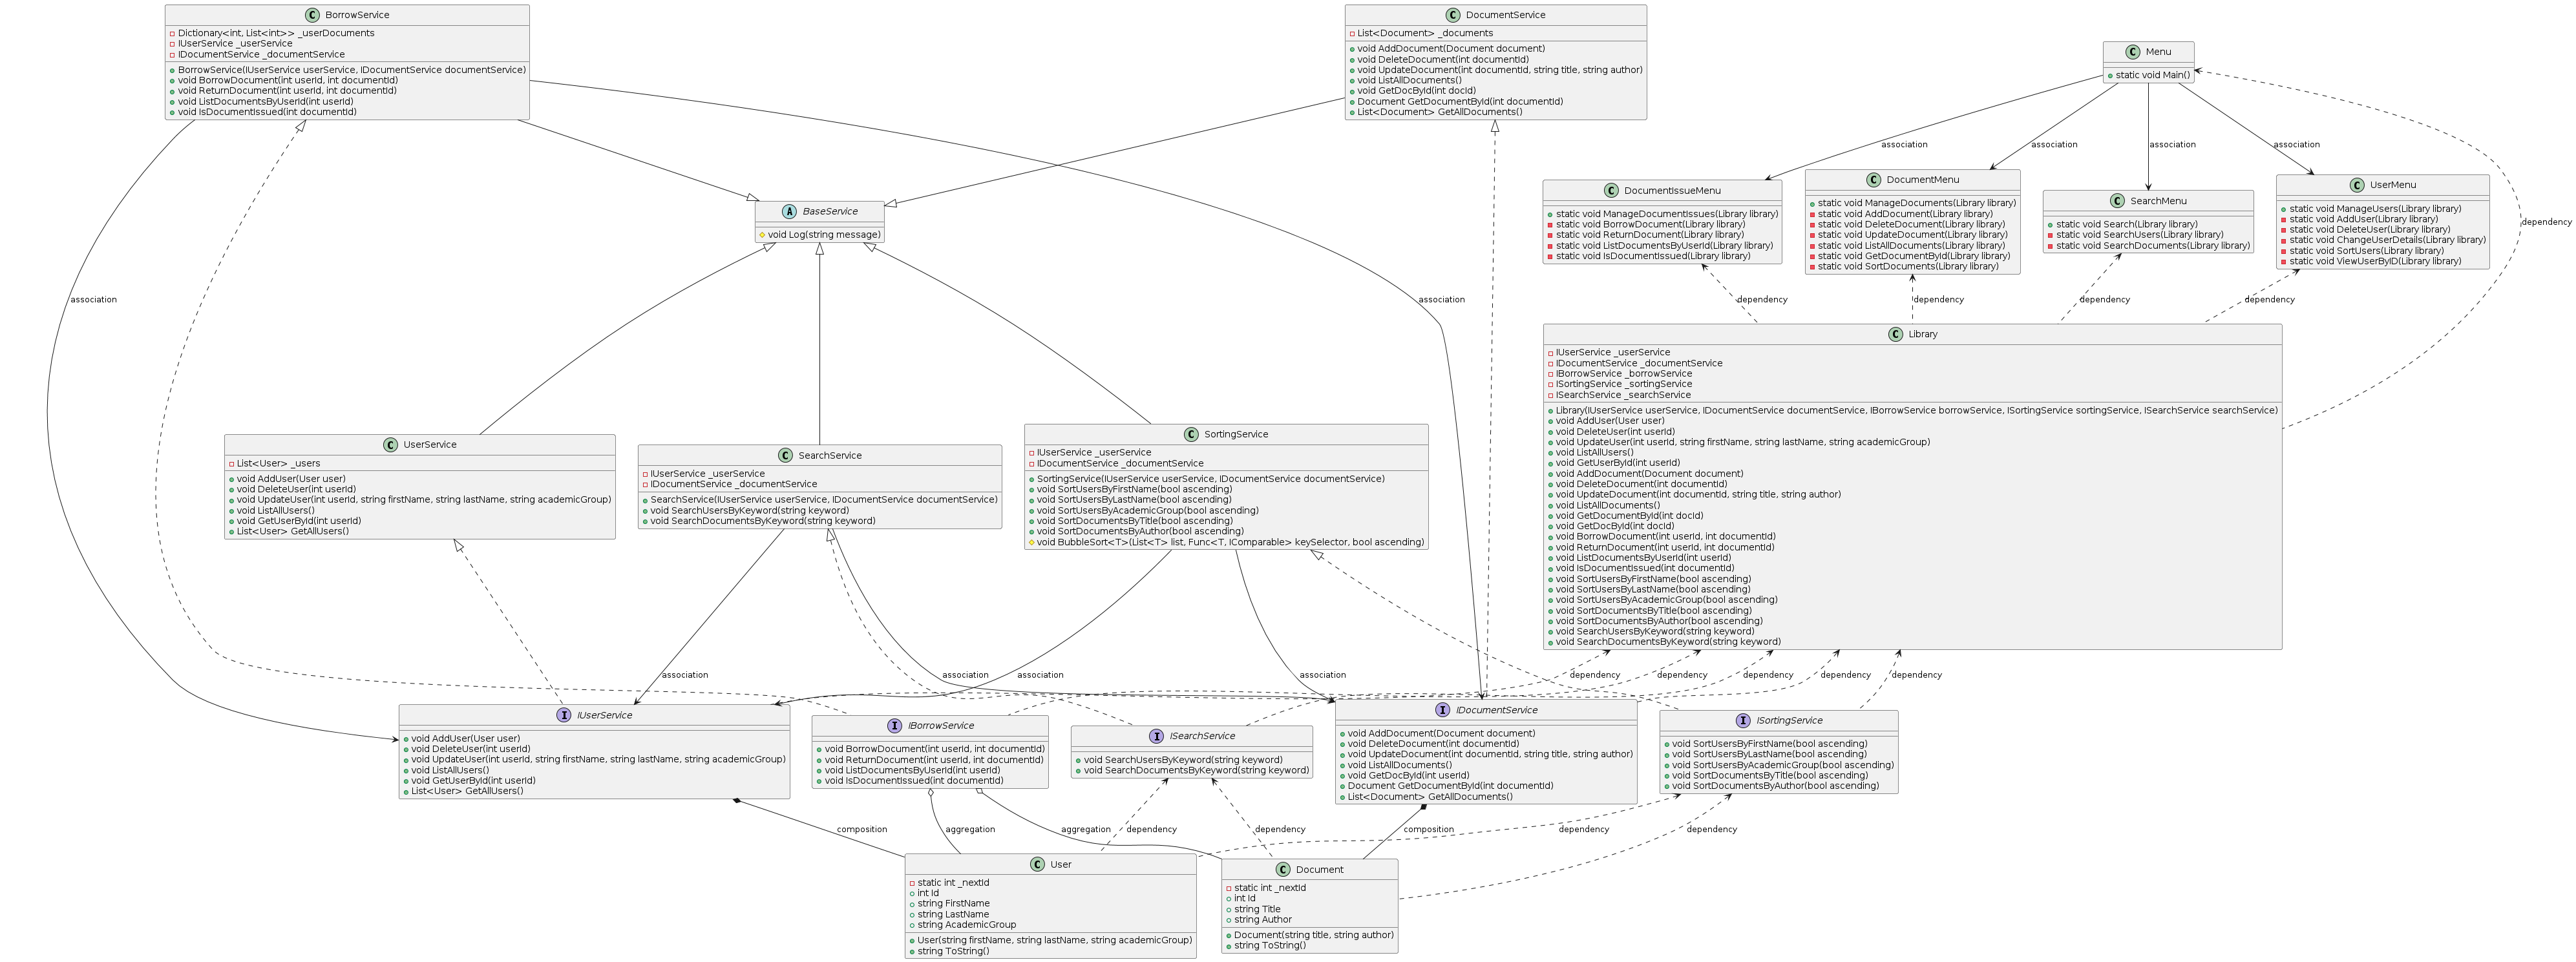 BorrowService
Dictionary<int, List<int>> _userDocuments
IUserService _userService
IDocumentService _documentService
BorrowService(IUserService userService, IDocumentService documentService)
void BorrowDocument(int userId, int documentId)
void ReturnDocument(int userId, int documentId)
void ListDocumentsByUserId(int userId)
void IsDocumentIssued(int documentId)
DocumentService
List<Document> _documents
void AddDocument(Document document)
void DeleteDocument(int documentId)
void UpdateDocument(int documentId, string title, string author)
void ListAllDocuments()
void GetDocById(int docId)
Document GetDocumentById(int documentId)
List<Document> GetAllDocuments()
Menu
static void Main()
association
association
association
association
dependency
BaseService
void Log(string message)
DocumentIssueMenu
static void ManageDocumentIssues(Library library)
static void BorrowDocument(Library library)
static void ReturnDocument(Library library)
static void ListDocumentsByUserId(Library library)
static void IsDocumentIssued(Library library)
DocumentMenu
static void ManageDocuments(Library library)
static void AddDocument(Library library)
static void DeleteDocument(Library library)
static void UpdateDocument(Library library)
static void ListAllDocuments(Library library)
static void GetDocumentById(Library library)
static void SortDocuments(Library library)
SearchMenu
static void Search(Library library)
static void SearchUsers(Library library)
static void SearchDocuments(Library library)
UserMenu
static void ManageUsers(Library library)
static void AddUser(Library library)
static void DeleteUser(Library library)
static void ChangeUserDetails(Library library)
static void SortUsers(Library library)
static void ViewUserByID(Library library)
association
association
dependency
dependency
dependency
dependency
Library
IUserService _userService
IDocumentService _documentService
IBorrowService _borrowService
ISortingService _sortingService
ISearchService _searchService
Library(IUserService userService, IDocumentService documentService, IBorrowService borrowService, ISortingService sortingService, ISearchService searchService)
void AddUser(User user)
void DeleteUser(int userId)
void UpdateUser(int userId, string firstName, string lastName, string academicGroup)
void ListAllUsers()
void GetUserById(int userId)
void AddDocument(Document document)
void DeleteDocument(int documentId)
void UpdateDocument(int documentId, string title, string author)
void ListAllDocuments()
void GetDocumentById(int docId)
void GetDocById(int docId)
void BorrowDocument(int userId, int documentId)
void ReturnDocument(int userId, int documentId)
void ListDocumentsByUserId(int userId)
void IsDocumentIssued(int documentId)
void SortUsersByFirstName(bool ascending)
void SortUsersByLastName(bool ascending)
void SortUsersByAcademicGroup(bool ascending)
void SortDocumentsByTitle(bool ascending)
void SortDocumentsByAuthor(bool ascending)
void SearchUsersByKeyword(string keyword)
void SearchDocumentsByKeyword(string keyword)
UserService
List<User> _users
void AddUser(User user)
void DeleteUser(int userId)
void UpdateUser(int userId, string firstName, string lastName, string academicGroup)
void ListAllUsers()
void GetUserById(int userId)
List<User> GetAllUsers()
SearchService
IUserService _userService
IDocumentService _documentService
SearchService(IUserService userService, IDocumentService documentService)
void SearchUsersByKeyword(string keyword)
void SearchDocumentsByKeyword(string keyword)
SortingService
IUserService _userService
IDocumentService _documentService
SortingService(IUserService userService, IDocumentService documentService)
void SortUsersByFirstName(bool ascending)
void SortUsersByLastName(bool ascending)
void SortUsersByAcademicGroup(bool ascending)
void SortDocumentsByTitle(bool ascending)
void SortDocumentsByAuthor(bool ascending)
void BubbleSort<T>(List<T> list, Func<T, IComparable> keySelector, bool ascending)
association
association
association
association
dependency
dependency
dependency
dependency
dependency
IUserService
void AddUser(User user)
void DeleteUser(int userId)
void UpdateUser(int userId, string firstName, string lastName, string academicGroup)
void ListAllUsers()
void GetUserById(int userId)
List<User> GetAllUsers()
IBorrowService
void BorrowDocument(int userId, int documentId)
void ReturnDocument(int userId, int documentId)
void ListDocumentsByUserId(int userId)
void IsDocumentIssued(int documentId)
ISearchService
void SearchUsersByKeyword(string keyword)
void SearchDocumentsByKeyword(string keyword)
IDocumentService
void AddDocument(Document document)
void DeleteDocument(int documentId)
void UpdateDocument(int documentId, string title, string author)
void ListAllDocuments()
void GetDocById(int userId)
Document GetDocumentById(int documentId)
List<Document> GetAllDocuments()
ISortingService
void SortUsersByFirstName(bool ascending)
void SortUsersByLastName(bool ascending)
void SortUsersByAcademicGroup(bool ascending)
void SortDocumentsByTitle(bool ascending)
void SortDocumentsByAuthor(bool ascending)
composition
aggregation
aggregation
dependency
dependency
composition
dependency
dependency
User
static int _nextId
int Id
string FirstName
string LastName
string AcademicGroup
User(string firstName, string lastName, string academicGroup)
string ToString()
Document
static int _nextId
int Id
string Title
string Author
Document(string title, string author)
string ToString()